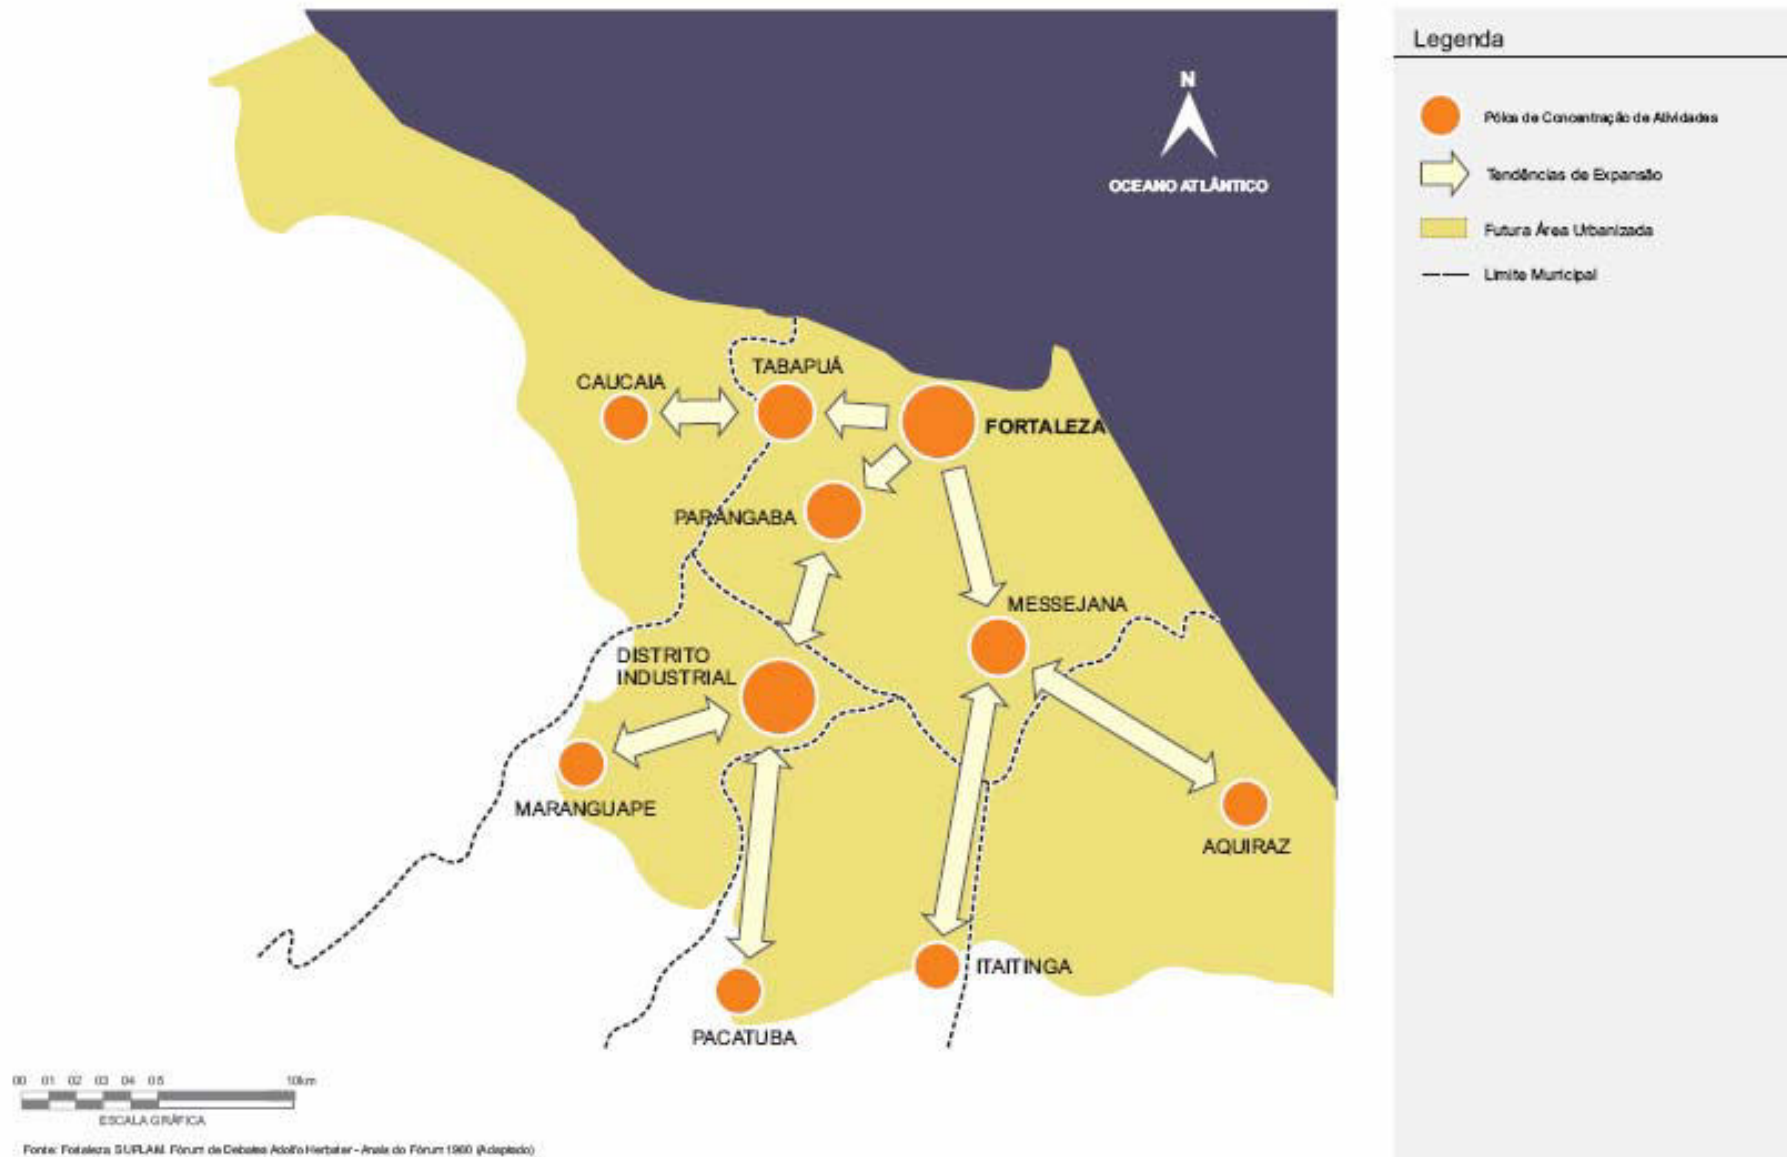 Legenda
Pólos de Concentração de Atividades
Tendências de Expansão
Futura Área Urbanizada
Limite Municipal
N
OCEANO ATLÂNTICO
TABAPUÁ
CAUCAIA
FORTALEZA
PARANGABA
MESSEJANA
DISTRITO
INDUSTRIAL
MARANGUAPE
AQUIRAZ
ITAITINGA
PACATUBA
00 01 02 03 04 05 10km
ESCALA GRÁFICA
Fonte: Fortaleza. SUPLAM. Fórum de Debates Adolfo Herbster - Anais do Fórum 1980 (Adaptado)